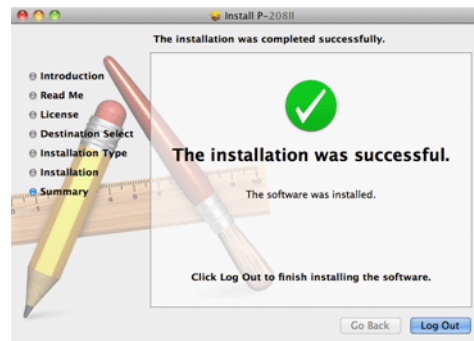 Install P-208II
The installation was completed successfully.
Introduction
Read Me
License
Destination Select
Installation Type
Installation
Summary
The installation was successful.
The software was installed.
Click Log Out to finish installing the software.
Go Back
Log Out